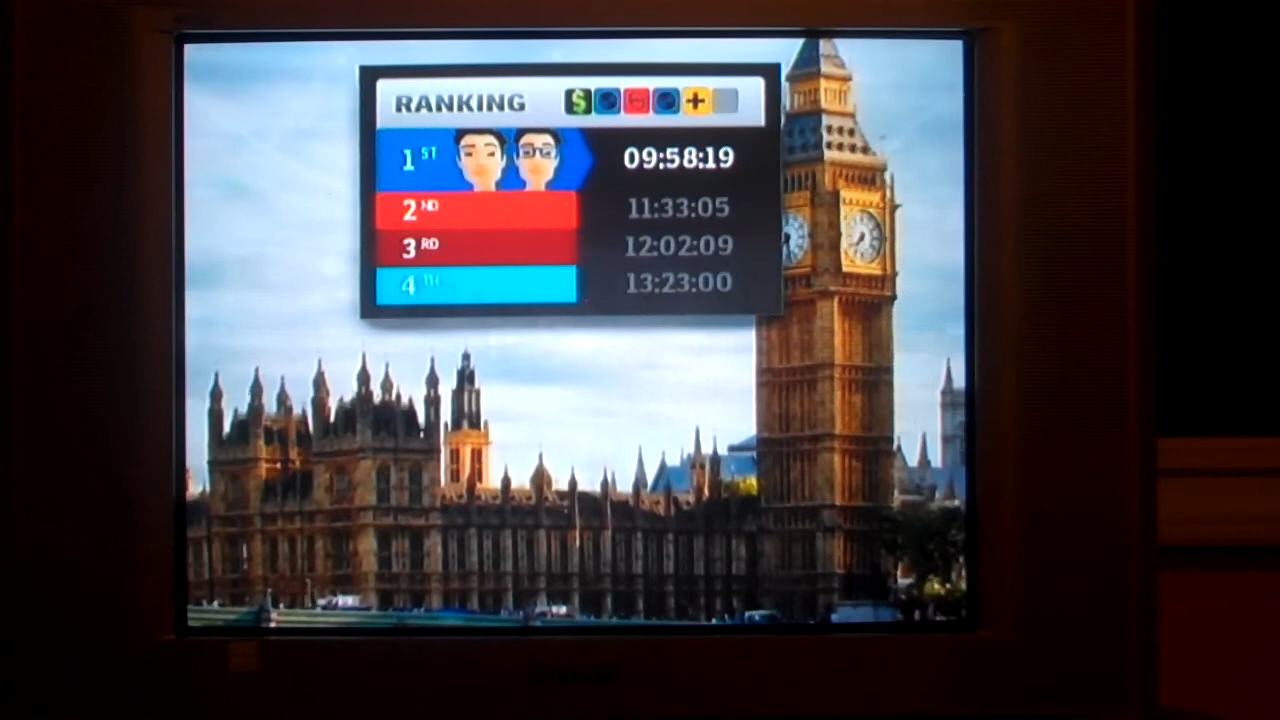 RANKING $ +
1ST 09:58:19
2ND 11:33:05
3RD 12:02:09
4TH 13:23:00